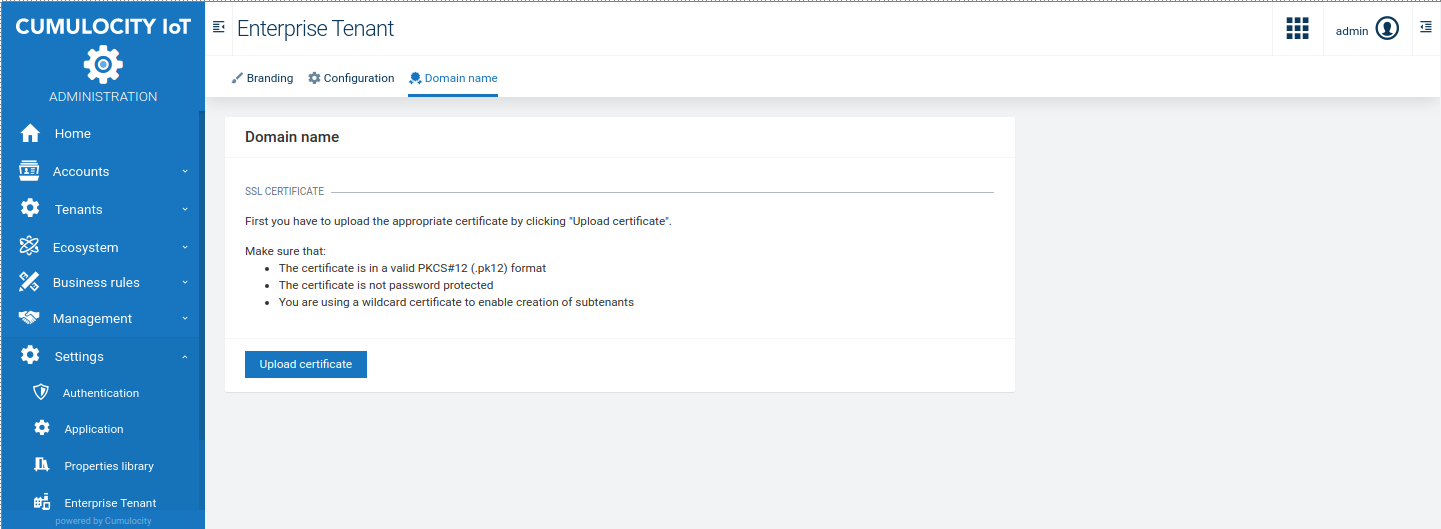 CUMULOCITY IoT
ADMINISTRATION
Home
Accounts
Tenants
Ecosystem
Business rules
Management
Settings
Authentication
Application
Properties library
Enterprise Tenant
powered by Cumulocity
Enterprise Tenant
admin
Branding Configuration Domain name
Domain name
SSL CERTIFICATE
First you have to upload the appropriate certificate by clicking "Upload certificate".
Make sure that:
• The certificate is in a valid PKCS#12 (.pk12) format
• The certificate is not password protected
• You are using a wildcard certificate to enable creation of subtenants
Upload certificate